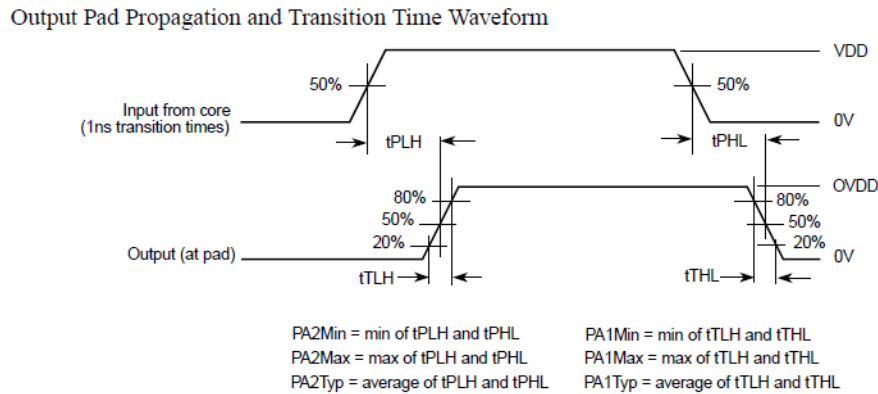 Output Pad Propagation and Transition Time Waveform
VDD
50%
50%
Input from core
(1ns transition times)
0V
tPLH
tPHL
OVDD
80%
80%
50%
50%
20%
20%
Output (at pad)
0V
tTLH
tTHL
PA2Min = min of tPLH and tPHL
PA2Max = max of tPLH and tPHL
PA2Typ = average of tPLH and tPHL
PA1Min = min of tTLH and tTHL
PA1Max = max of tTLH and tTHL
PA1Typ = average of tTLH and tTHL